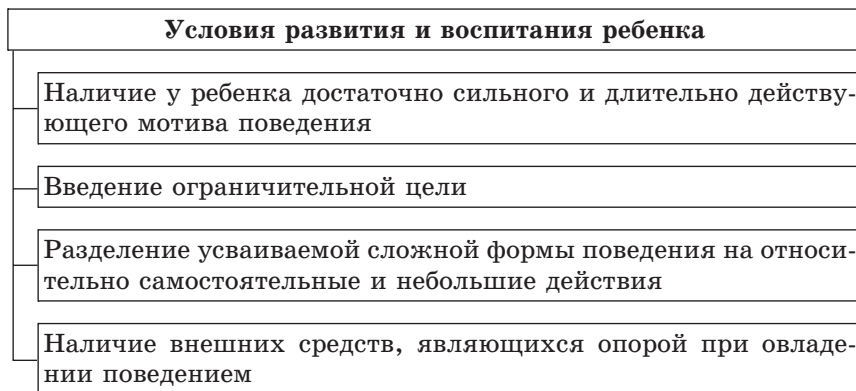 Условия развития и воспитания ребенка
Наличие у ребенка достаточно сильного и длительно действу-
ющего мотива поведения
Введение ограничительной цели
Разделение усваиваемой сложной формы поведения на относи-
тельно самостоятельные и небольшие действия
Наличие внешних средств, являющихся опорой при овладе-
нии поведением